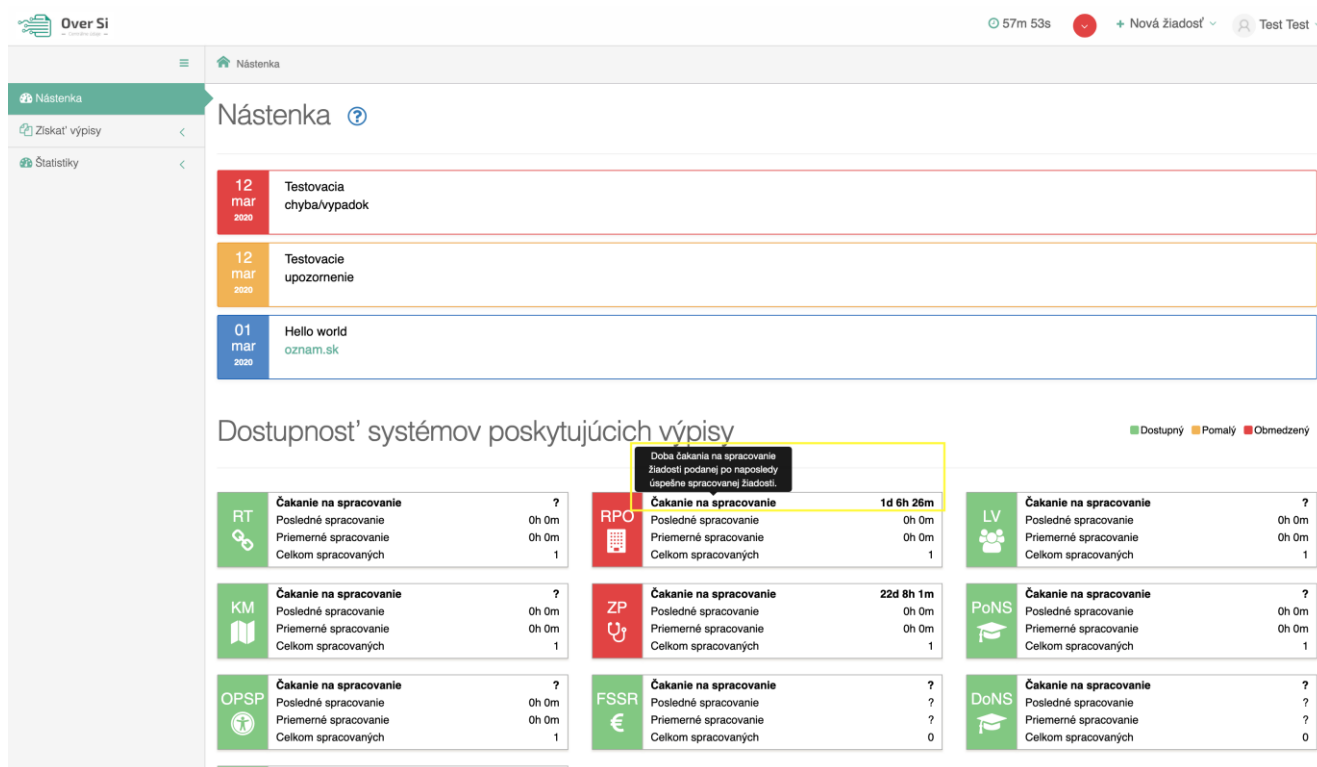 Over Si
57m 53s
+ Nová žiadosť
Test Test
Nástenka
Nástenka
Získať výpisy
Štatistiky
Nástenka ?
12
mar
2020
Testovacia
chyba/vypadok
12
mar
2020
Testovacie
upozornenie
01
mar
2020
Hello world
oznam.sk
Dostupnosť systémov poskytujúcich výpisy
Dostupný Pomalý Obmedzený
Doba čakania na spracovanie
žiadosti podanej po naposledy
úspešne spracovanej žiadosti.
RT
Čakanie na spracovanie ?
Posledné spracovanie 0h 0m
Priemerné spracovanie 0h 0m
Celkom spracovaných 1
RPO
Čakanie na spracovanie 1d 6h 26m
Posledné spracovanie 0h 0m
Priemerné spracovanie 0h 0m
Celkom spracovaných 1
LV
Čakanie na spracovanie ?
Posledné spracovanie 0h 0m
Priemerné spracovanie 0h 0m
Celkom spracovaných 1
KM
Čakanie na spracovanie ?
Posledné spracovanie 0h 0m
Priemerné spracovanie 0h 0m
Celkom spracovaných 1
ZP
Čakanie na spracovanie 22d 8h 1m
Posledné spracovanie 0h 0m
Priemerné spracovanie 0h 0m
Celkom spracovaných 1
PoNS
Čakanie na spracovanie ?
Posledné spracovanie 0h 0m
Priemerné spracovanie 0h 0m
Celkom spracovaných 1
OPSP
Čakanie na spracovanie ?
Posledné spracovanie 0h 0m
Priemerné spracovanie 0h 0m
Celkom spracovaných 1
FSSR
€
Čakanie na spracovanie ?
Posledné spracovanie ?
Priemerné spracovanie ?
Celkom spracovaných 0
DoNS
Čakanie na spracovanie ?
Posledné spracovanie ?
Priemerné spracovanie ?
Celkom spracovaných 0